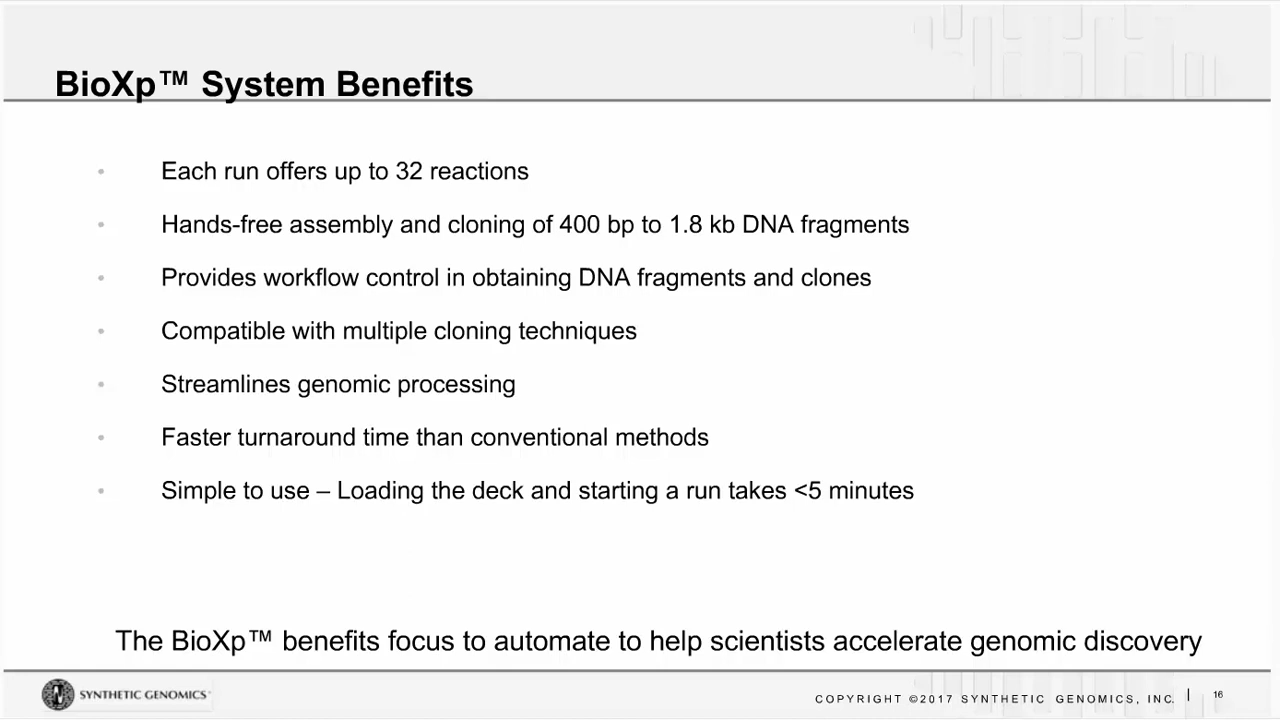 BioXp™ System Benefits
• Each run offers up to 32 reactions
• Hands-free assembly and cloning of 400 bp to 1.8 kb DNA fragments
• Provides workflow control in obtaining DNA fragments and clones
• Compatible with multiple cloning techniques
• Streamlines genomic processing
• Faster turnaround time than conventional methods
• Simple to use – Loading the deck and starting a run takes <5 minutes
The BioXp™ benefits focus to automate to help scientists accelerate genomic discovery
SYNTHETIC GENOMICS
COPYRIGHT ©2017 SYNTHETIC GENOMICS, INC. | 16